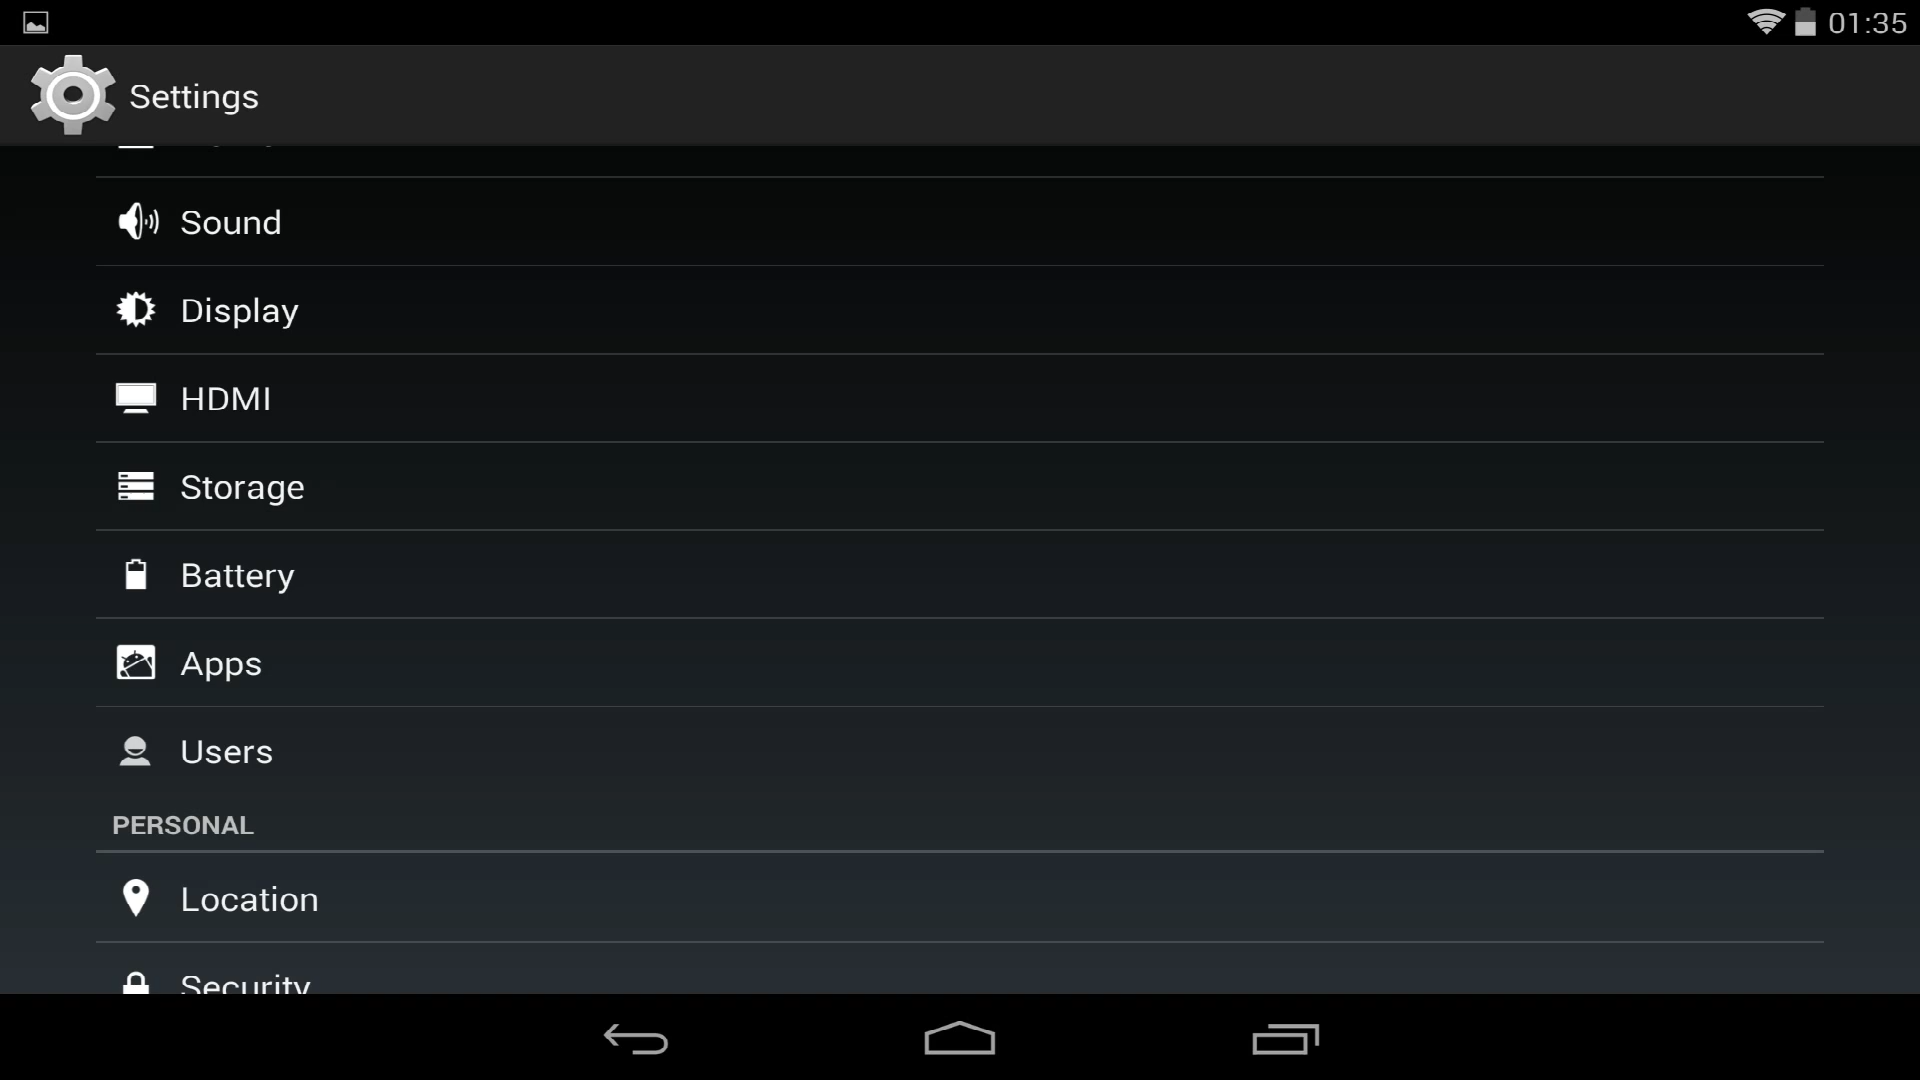 01:35
Settings
Sound
Display
HDMI
Storage
Battery
Apps
Users
PERSONAL
Location
Security